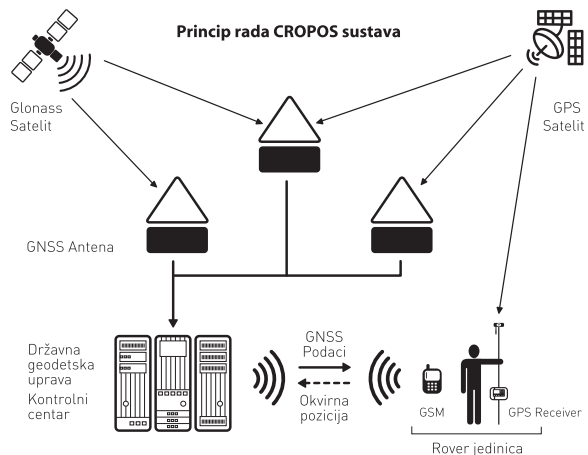 Princip rada CROPOS sustava
Glonass
Satelit
GPS
Satelit
GNSS Antena
Državna
geodetska
uprava
Kontrolni
centar
GNSS
Podaci
Okvirna
pozicija
GSM
GPS Receiver
Rover jedinica